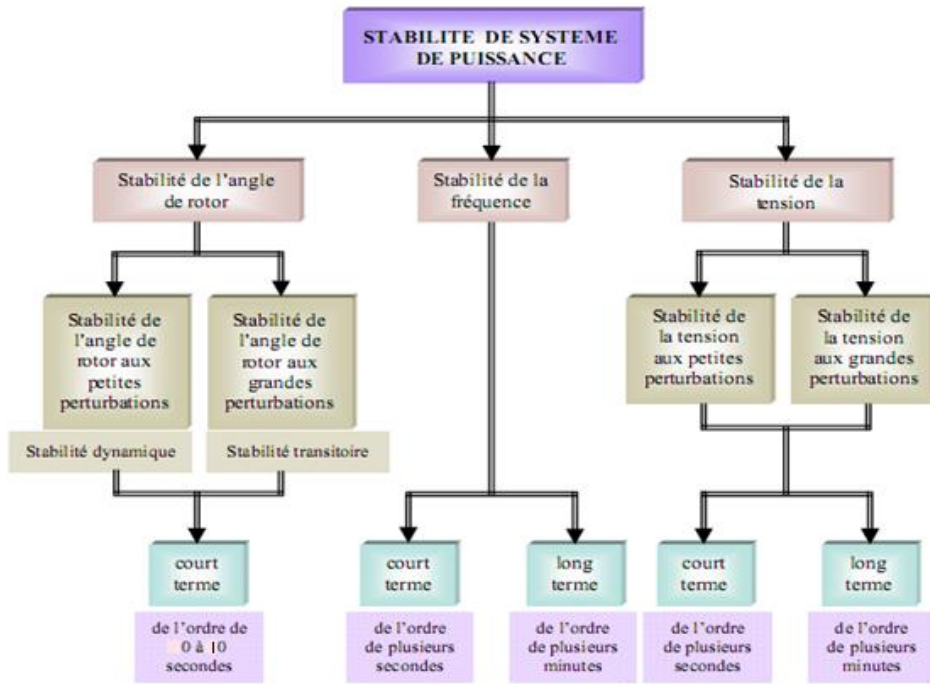 STABILITE DE SYSTEME
DE PUISSANCE
Stabilité de l'angle
de rotor
Stabilité de la
fréquence
Stabilité de la
tension
Stabilité de
l'angle de
rotor aux
petites
perturbations
Stabilité de
l'angle de
rotor aux
grandes
perturbations
Stabilité de
la tension
aux petites
perturbations
Stabilité de
la tension
aux grandes
perturbations
Stabilité dynamique
Stabilité transitoire
court
terme
court
terme
long
terme
court
terme
long
terme
de l'ordre de
0 à 10
secondes
de l'ordre
de plusieurs
secondes
de l'ordre
de plusieurs
minutes
de l'ordre
de plusieurs
secondes
de l'ordre
de plusieurs
minutes